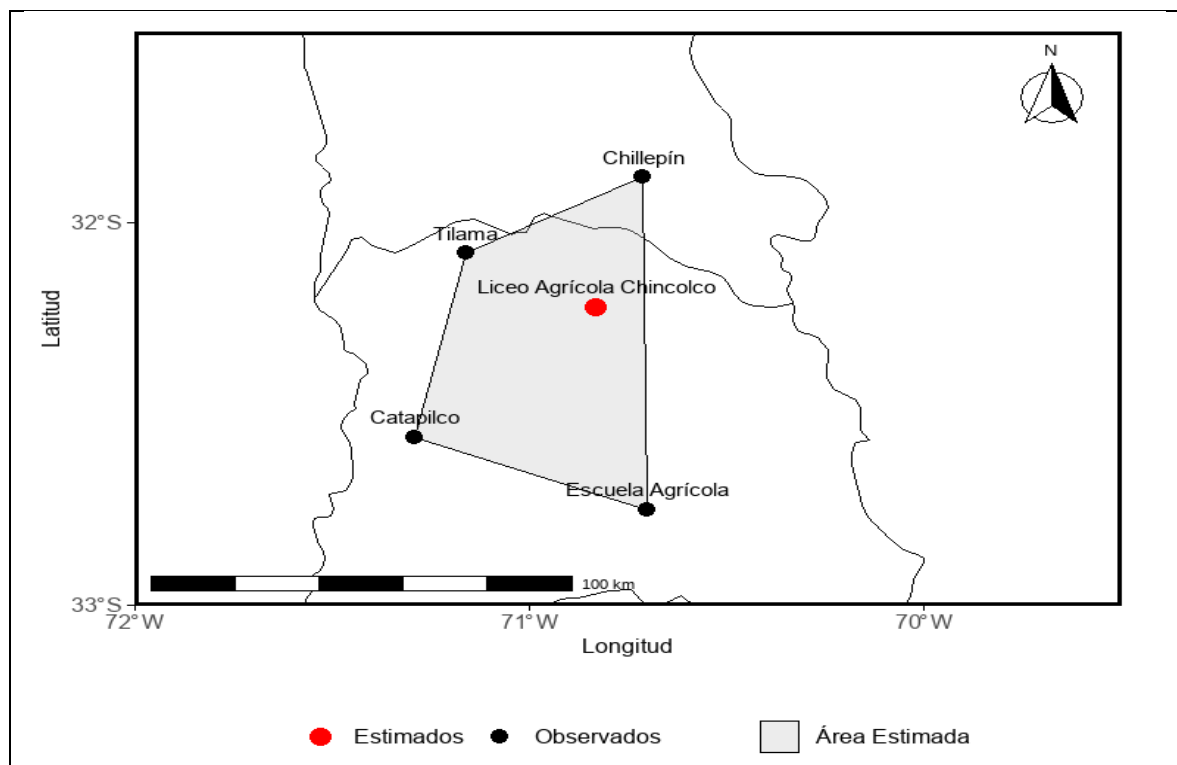 N
Chillepín
32°S
Tilama
Liceo Agrícola Chincolco
Latitud
Catapilco
Escuela Agrícola
100 km
33°S
72°W
71°W
70°W
Longitud
Estimados
Observados
Área Estimada